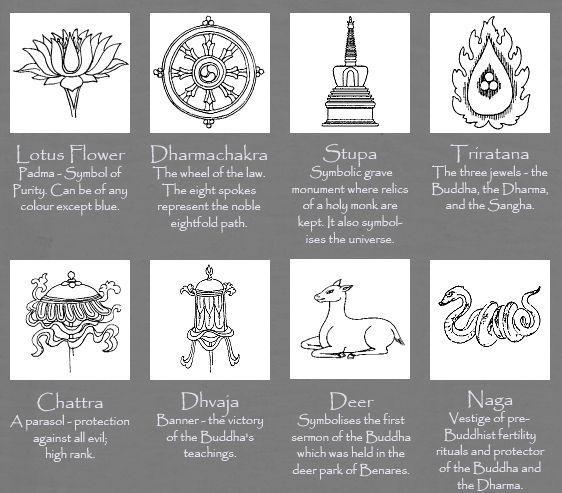 Lotus Flower
Padma - Symbol of
Purity. Can be of any
colour except blue.
Dharmachakra
The wheel of the law.
The eight spokes
represent the noble
eightfold path.
Stupa
Symbolic grave
monument where relics
of a holy monk are
kept. It also symbol-
ises the universe.
Triratana
The three jewels - the
Buddha, the Dharma,
and the Sangha.
Chattra
A parasol - protection
against all evil;
high rank.
Dhvaja
Banner - the victory
of the Buddha's
teachings.
Deer
Symbolises the first
sermon of the Buddha
which was held in the
deer park of Benares.
Naga
Vestige of pre-
Buddhist fertility
rituals and protector
of the Buddha and
the Dharma.